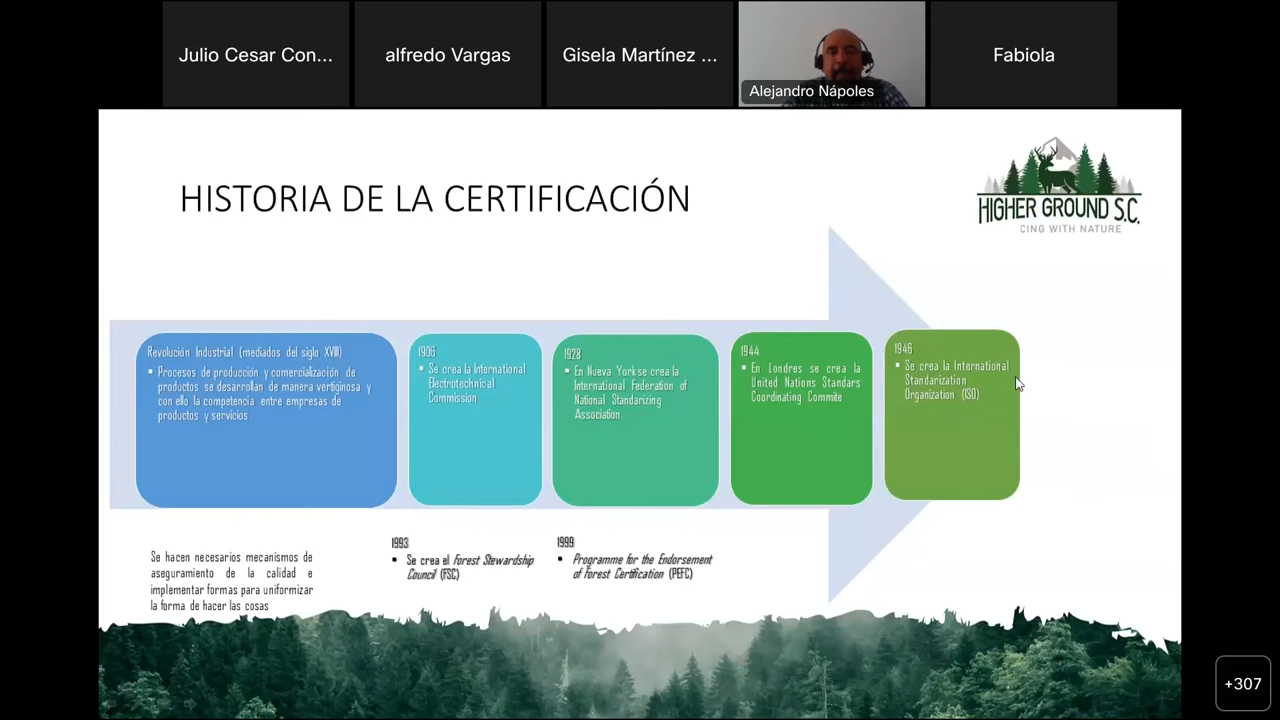 Julio Cesar Con...
alfredo Vargas
Gisela Martínez ...
Alejandro Nápoles
Fabiola
HISTORIA DE LA CERTIFICACIÓN
HIGHER GROUND S.C.
CING WITH NATURE
Revolución Industrial (mediados del siglo XVIII)
• Procesos de producción y comercialización de
productos se desarrollan de manera vertiginosa y
con ello la competencia entre empresas de
productos y servicios
1906
• Se crea la International
Electrotechnical
Commission
1928
• En Nueva York se crea la
International Federation of
National Standarizing
Association
1944
• En Londres se crea la
United Nations Standars
Coordinating Commite
1946
• Se crea la International
Standarization
Organization (ISO)
Se hacen necesarios mecanismos de
aseguramiento de la calidad e
implementar formas para uniformizar
la forma de hacer las cosas
1993
• Se crea el Forest Stewardship
Council (FSC)
1999
• Programme for the Endorsement
of Forest Certification (PEFC)
+307